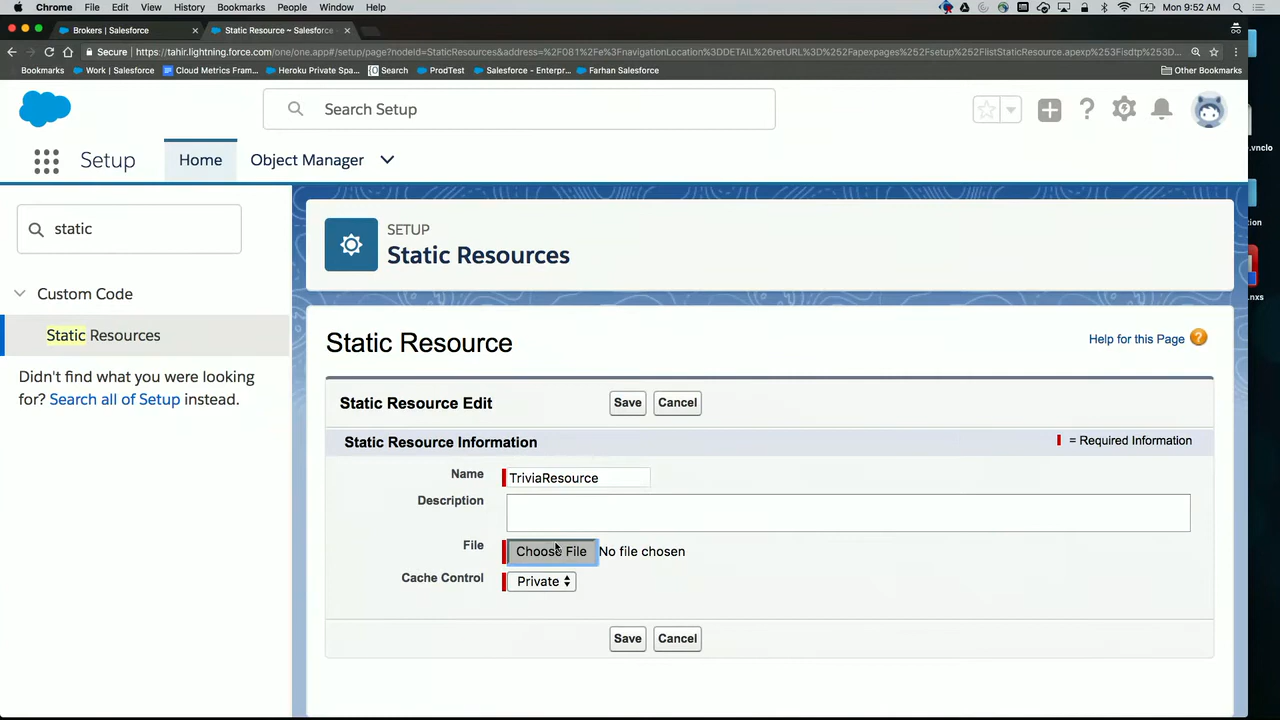 Chrome File Edit View History Bookmarks People Window Help Mon 9:52 AM
Brokers | Salesforce Static Resource ~ Salesforce -
Secure https://tahir.lightning.force.com/one/one.app#/setup/page?nodeId=StaticResources&address=%2F081%2Fe%3FnavigationLocation%3DDETAIL%26retURL%3D%252Fapexpages%252Fsetup%252FlistStaticResource.apexp%253Fisdtp%253D...
Bookmarks Work | Salesforce Cloud Metrics Fram... Heroku Private Spa... Search ProdTest Salesforce - Enterpr... Farhan Salesforce Other Bookmarks
Search Setup
Setup Home Object Manager
static
Custom Code
Static Resources
Didn't find what you were looking
for? Search all of Setup instead.
SETUP
Static Resources
Static Resource
Help for this Page
Static Resource Edit Save Cancel
Static Resource Information = Required Information
Name TriviaResource
Description
File Choose File No file chosen
Cache Control Private
Save Cancel
.vnclo
tion
.nxs